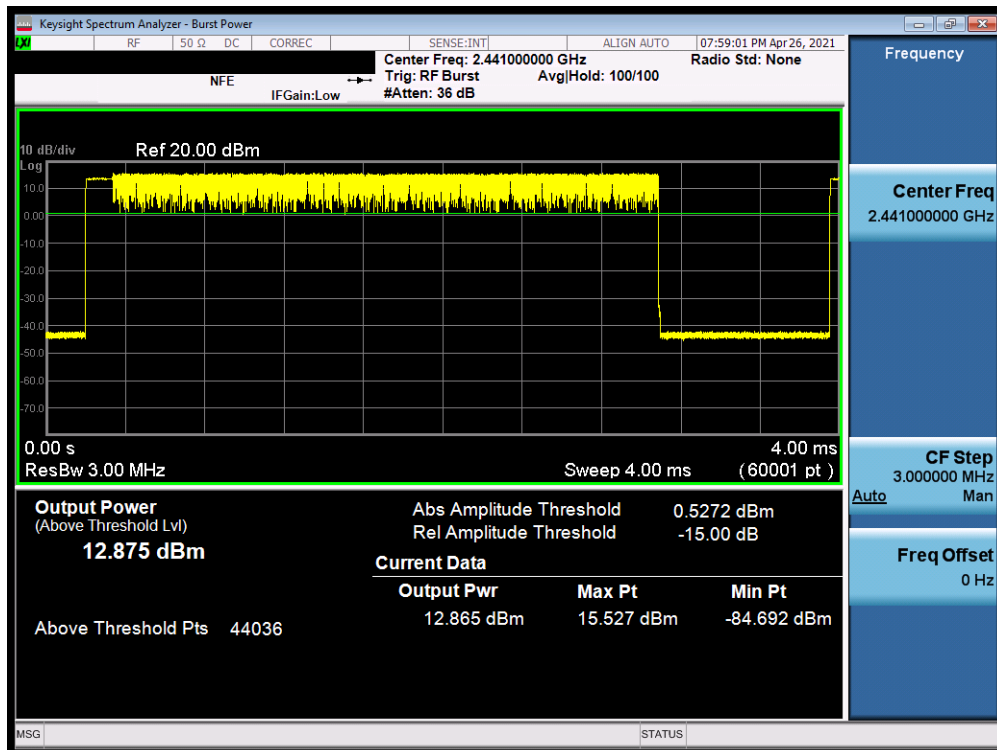 Keysight Spectrum Analyzer - Burst Power
LXI RF 50 Ω DC CORREC SENSE:INT ALIGN AUTO 07:59:01 PM Apr 26, 2021
Center Freq: 2.441000000 GHz Radio Std: None
NFE Trig: RF Burst Avg|Hold: 100/100
IFGain:Low #Atten: 36 dB
10 dB/div Ref 20.00 dBm
Log
10.0
0.00
-10.0
-20.0
-30.0
-40.0
-50.0
-60.0
-70.0
0.00 s 4.00 ms
ResBw 3.00 MHz Sweep 4.00 ms (60001 pt)
Output Power
(Above Threshold Lvl)
12.875 dBm
Above Threshold Pts 44036
Abs Amplitude Threshold 0.5272 dBm
Rel Amplitude Threshold -15.00 dB
Current Data
Output Pwr Max Pt Min Pt
12.865 dBm 15.527 dBm -84.692 dBm
MSG STATUS
Frequency
Center Freq
2.441000000 GHz
CF Step
3.000000 MHz
Auto Man
Freq Offset
0 Hz